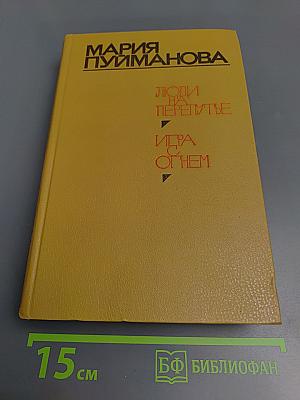 МАРИЯ
ПУЙМАНОВА
ЛЮДИ
НА
ПЕРЕПУТЬЕ
ИГРА
С
ОГНЕМ
15 см
БФ БИБЛИОФАН